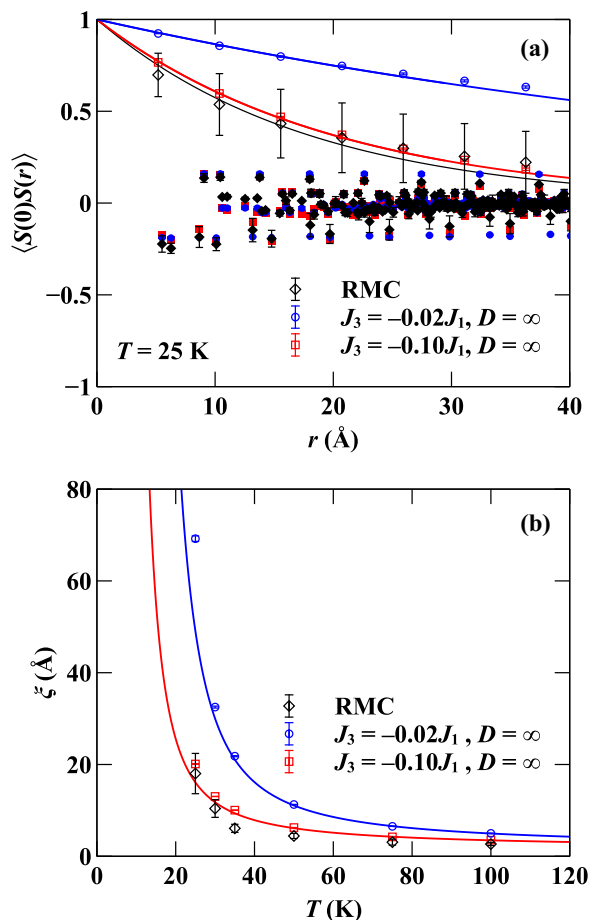 (a)
1
0.5
0
−0.5
−1
⟨S(0)S(r)⟩
RMC
J₃ = −0.02J₁, D = ∞
J₃ = −0.10J₁, D = ∞
T = 25 K
0 10 20 30 40
r (Å)
(b)
80
60
40
20
0
ξ (Å)
RMC
J₃ = −0.02J₁ , D = ∞
J₃ = −0.10J₁ , D = ∞
0 20 40 60 80 100 120
T (K)